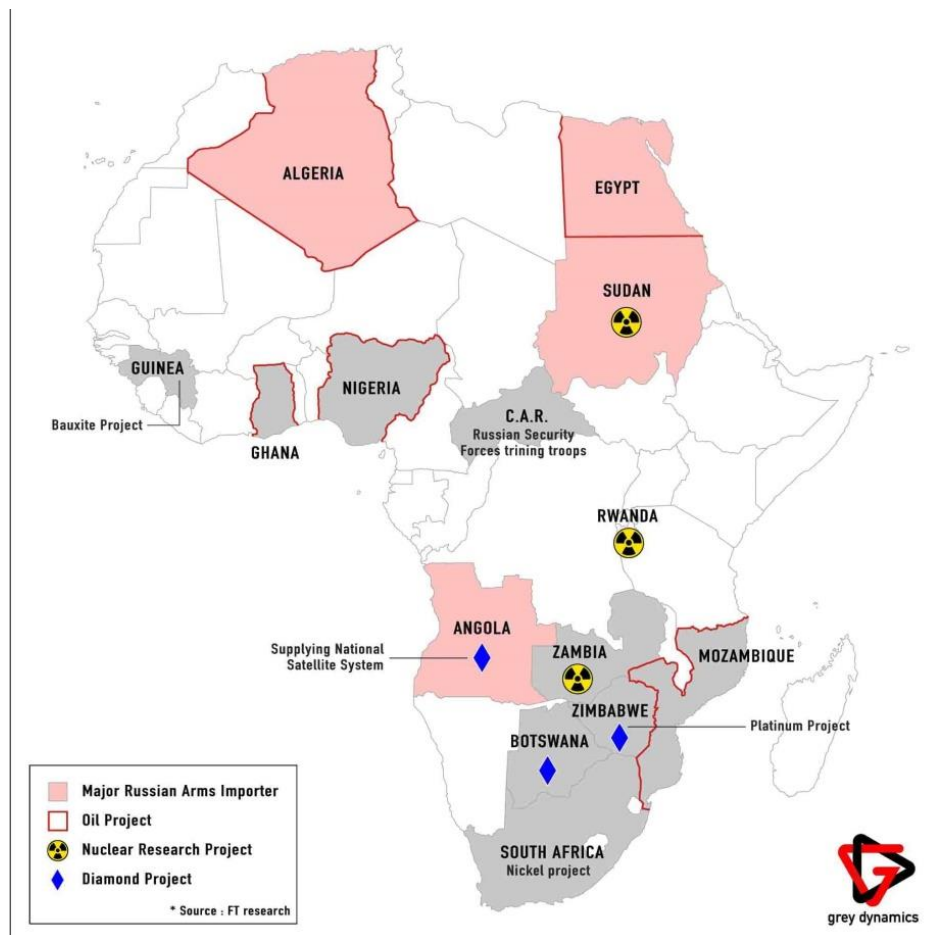 ALGERIA
EGYPT
SUDAN
GUINEA
Bauxite Project
GHANA
NIGERIA
C.A.R.
Russian Security
Forces trining troops
RWANDA
ANGOLA
Supplying National
Satellite System
ZAMBIA
MOZAMBIQUE
ZIMBABWE
Platinum Project
BOTSWANA
SOUTH AFRICA
Nickel project
Major Russian Arms Importer
Oil Project
Nuclear Research Project
Diamond Project
* Source : FT research
grey dynamics